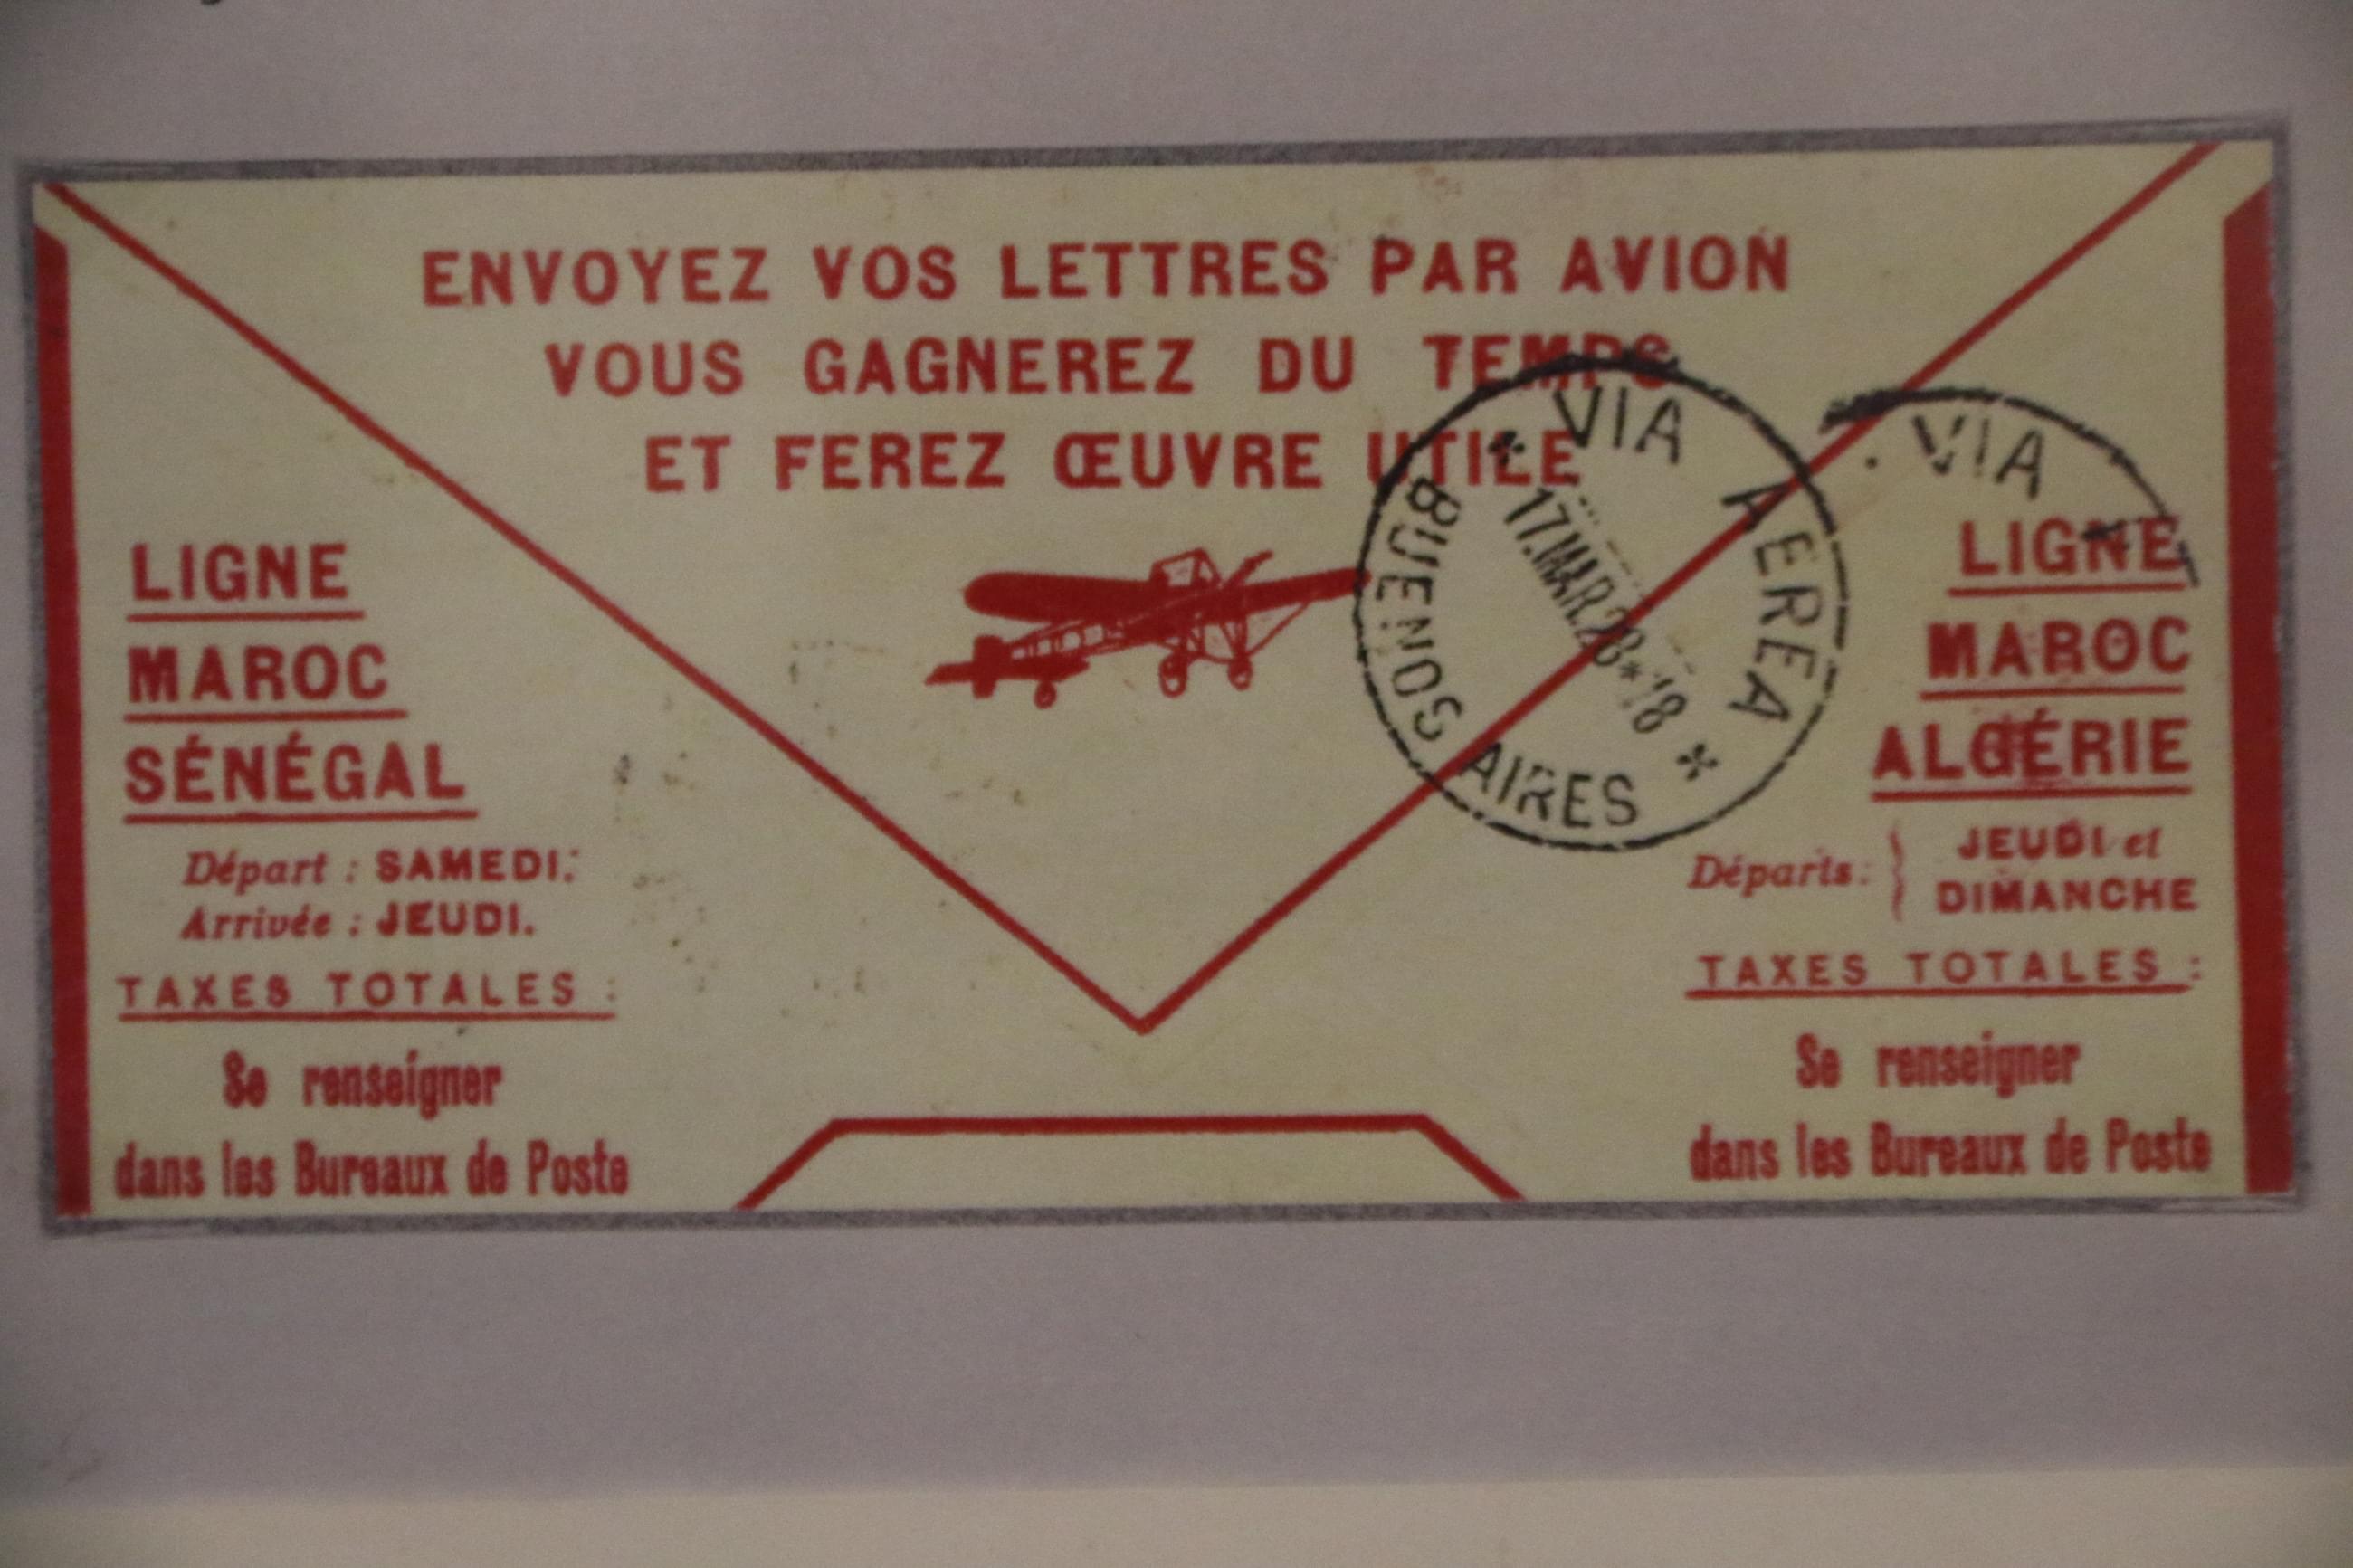 ENVOYEZ VOS LETTRES PAR AVION
VOUS GAGNEREZ DU TEMPS
ET FEREZ ŒUVRE UTILE
LIGNE
MAROC
SÉNÉGAL
Départ : SAMEDI.
Arrivée : JEUDI.
TAXES TOTALES :
Se renseigner
dans les Bureaux de Poste
VIA AEREA
17.MAR.28*18
BUENOS AIRES
VIA
LIGNE
MAROC
ALGÉRIE
Départs: } JEUDI et
DIMANCHE
TAXES TOTALES :
Se renseigner
dans les Bureaux de Poste